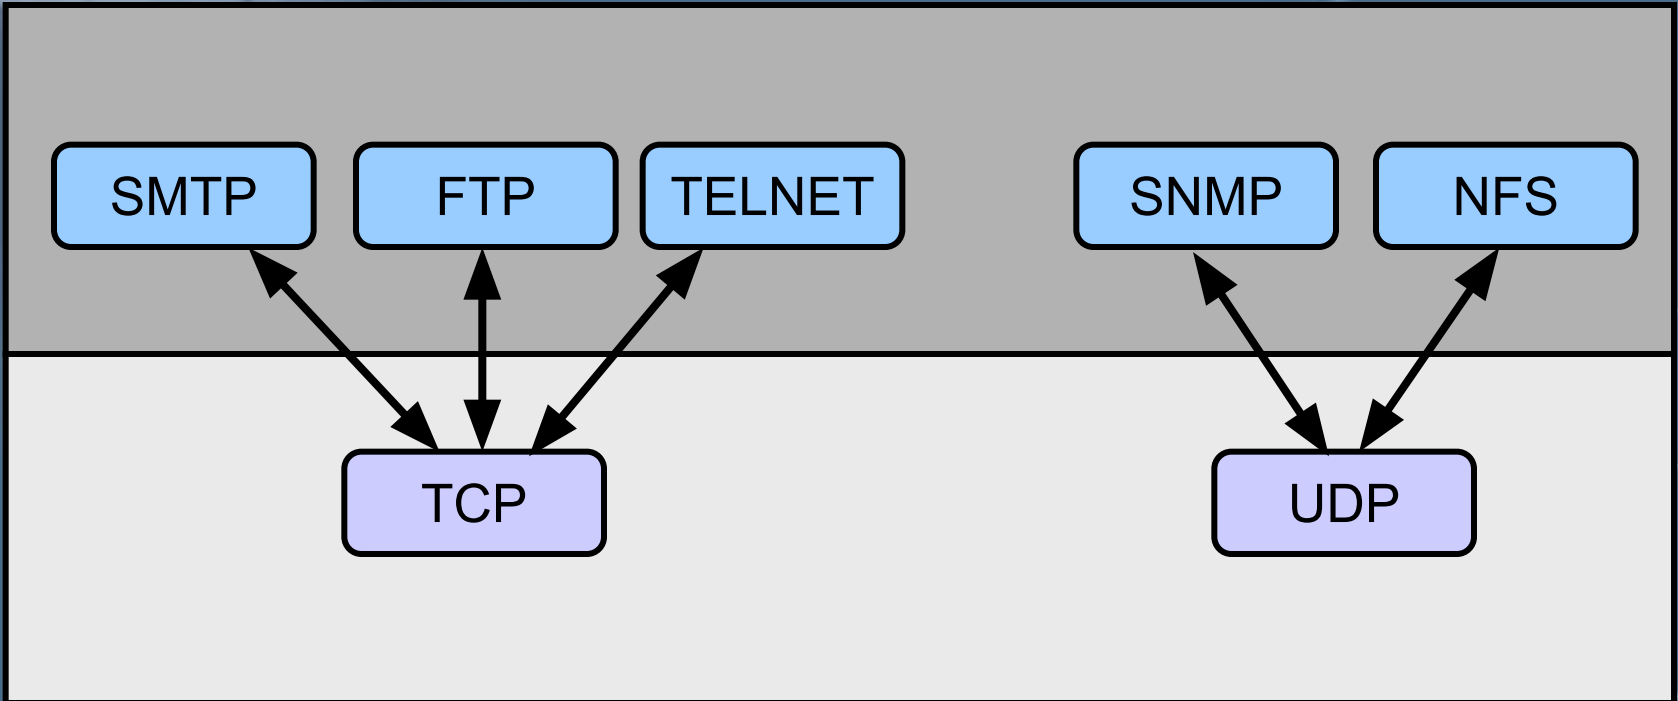 SMTP
FTP
TELNET
SNMP
NFS
TCP
UDP